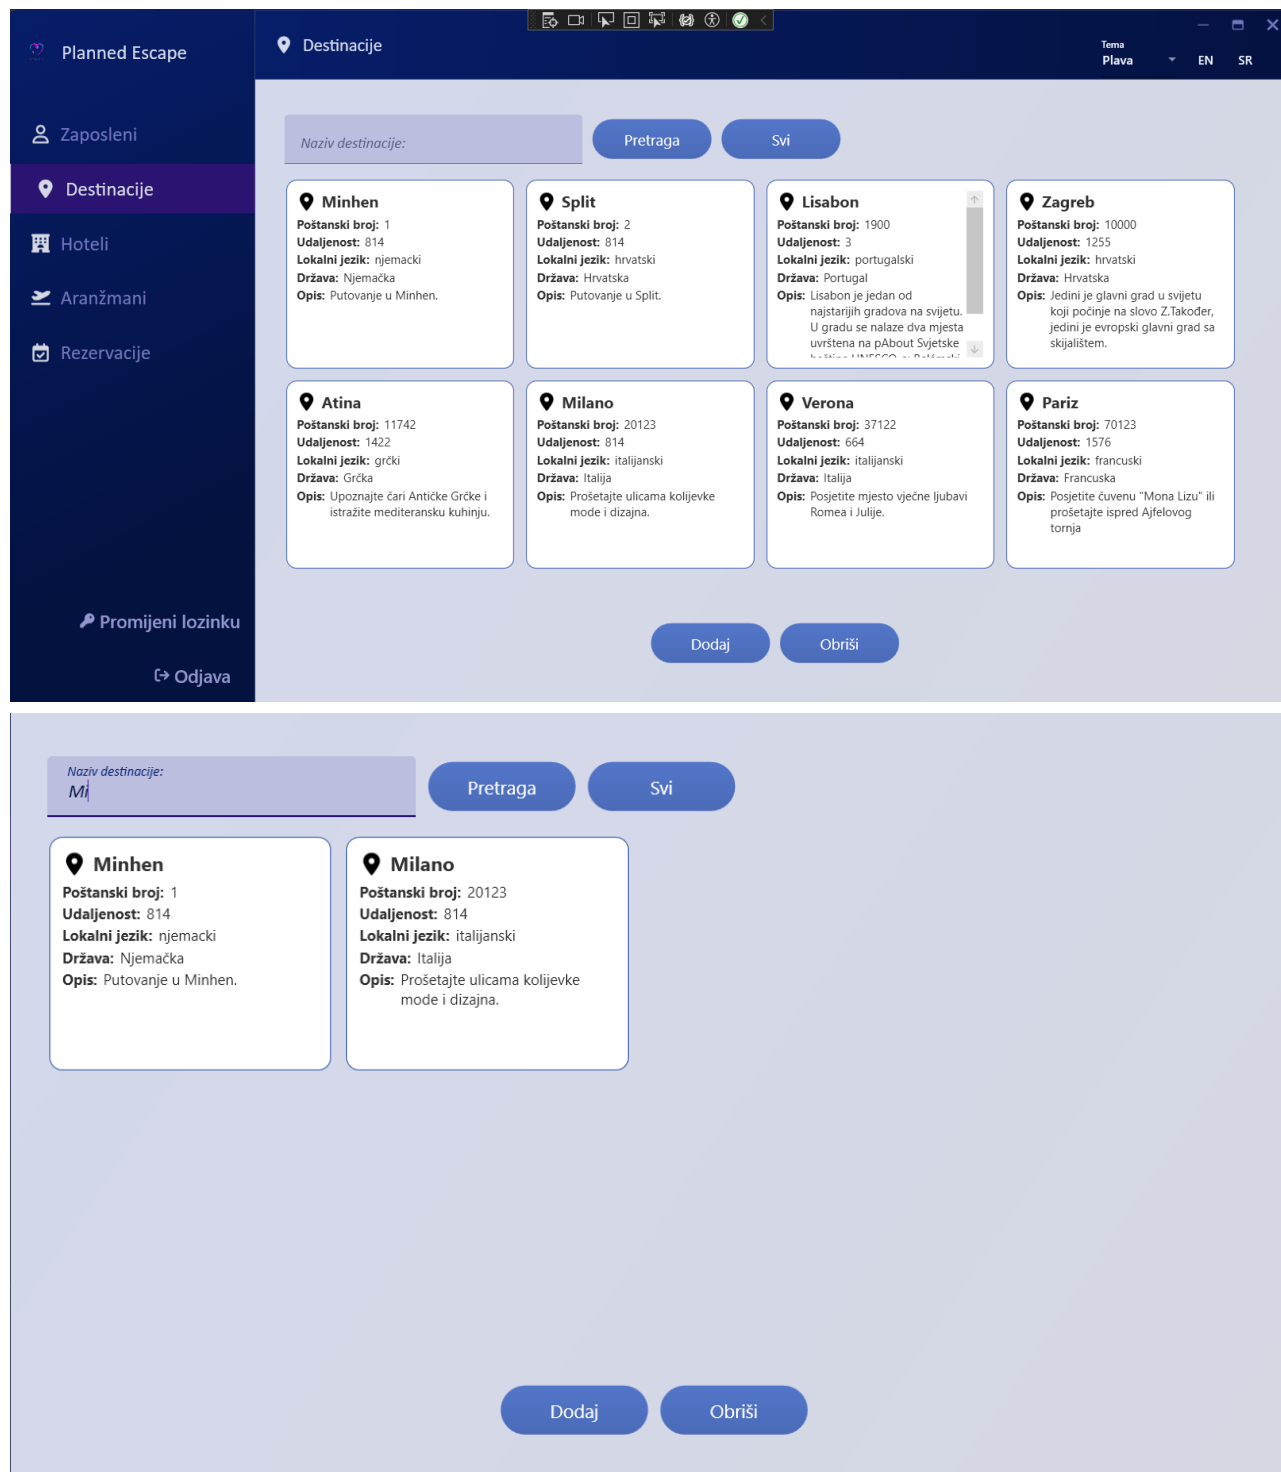 Planned Escape
Destinacije
Tema
Plava
EN
SR
Zaposleni
Destinacije
Hoteli
Aranžmani
Rezervacije
Promijeni lozinku
Odjava
Naziv destinacije:
Pretraga
Svi
Minhen
Poštanski broj: 1
Udaljenost: 814
Lokalni jezik: njemacki
Država: Njemačka
Opis: Putovanje u Minhen.
Split
Poštanski broj: 2
Udaljenost: 814
Lokalni jezik: hrvatski
Država: Hrvatska
Opis: Putovanje u Split.
Lisabon
Poštanski broj: 1900
Udaljenost: 3
Lokalni jezik: portugalski
Država: Portugal
Opis: Lisabon je jedan od
najstarijih gradova na svijetu.
U gradu se nalaze dva mjesta
uvrštena na pAbout Svjetske
Zagreb
Poštanski broj: 10000
Udaljenost: 1255
Lokalni jezik: hrvatski
Država: Hrvatska
Opis: Jedini je glavni grad u svijetu
koji počinje na slovo Z.Također,
jedini je evropski glavni grad sa
skijalištem.
Atina
Poštanski broj: 11742
Udaljenost: 1422
Lokalni jezik: grčki
Država: Grčka
Opis: Upoznajte čari Antičke Grčke i
istražite mediteransku kuhinju.
Milano
Poštanski broj: 20123
Udaljenost: 814
Lokalni jezik: italijanski
Država: Italija
Opis: Prošetajte ulicama kolijevke
mode i dizajna.
Verona
Poštanski broj: 37122
Udaljenost: 664
Lokalni jezik: italijanski
Država: Italija
Opis: Posjetite mjesto vječne ljubavi
Romea i Julije.
Pariz
Poštanski broj: 70123
Udaljenost: 1576
Lokalni jezik: francuski
Država: Francuska
Opis: Posjetite čuvenu "Mona Lizu" ili
prošetajte ispred Ajfelovog
tornja
Dodaj
Obriši
Naziv destinacije:
Mi
Pretraga
Svi
Minhen
Poštanski broj: 1
Udaljenost: 814
Lokalni jezik: njemacki
Država: Njemačka
Opis: Putovanje u Minhen.
Milano
Poštanski broj: 20123
Udaljenost: 814
Lokalni jezik: italijanski
Država: Italija
Opis: Prošetajte ulicama kolijevke
mode i dizajna.
Dodaj
Obriši